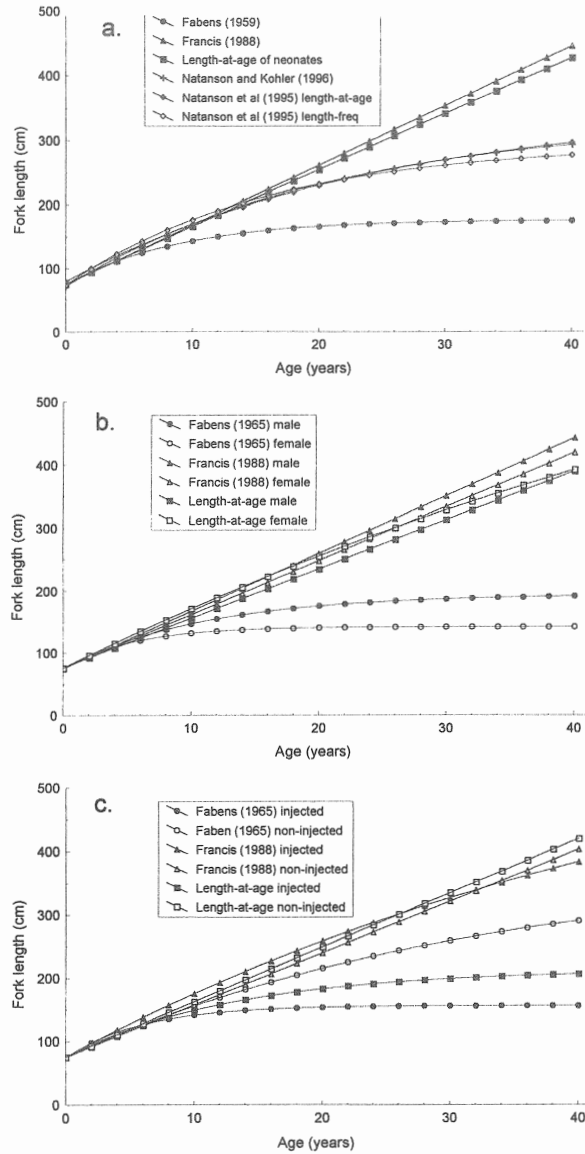 a.
Fabens (1959)
Francis (1988)
Length-at-age of neonates
Natanson and Kohler (1996)
Natanson et al (1995) length-at-age
Natanson et al (1995) length-freq
500
400
300
200
100
0
Fork length (cm)
0 10 20 30 40
Age (years)
b.
Fabens (1965) male
Fabens (1965) female
Francis (1988) male
Francis (1988) female
Length-at-age male
Length-at-age female
500
400
300
200
100
0
Fork length (cm)
0 10 20 30 40
Age (years)
c.
Fabens (1965) injected
Faben (1965) non-injected
Francis (1988) injected
Francis (1988) non-injected
Length-at-age injected
Length-at-age non-injected
500
400
300
200
100
0
Fork length (cm)
0 10 20 30 40
Age (years)